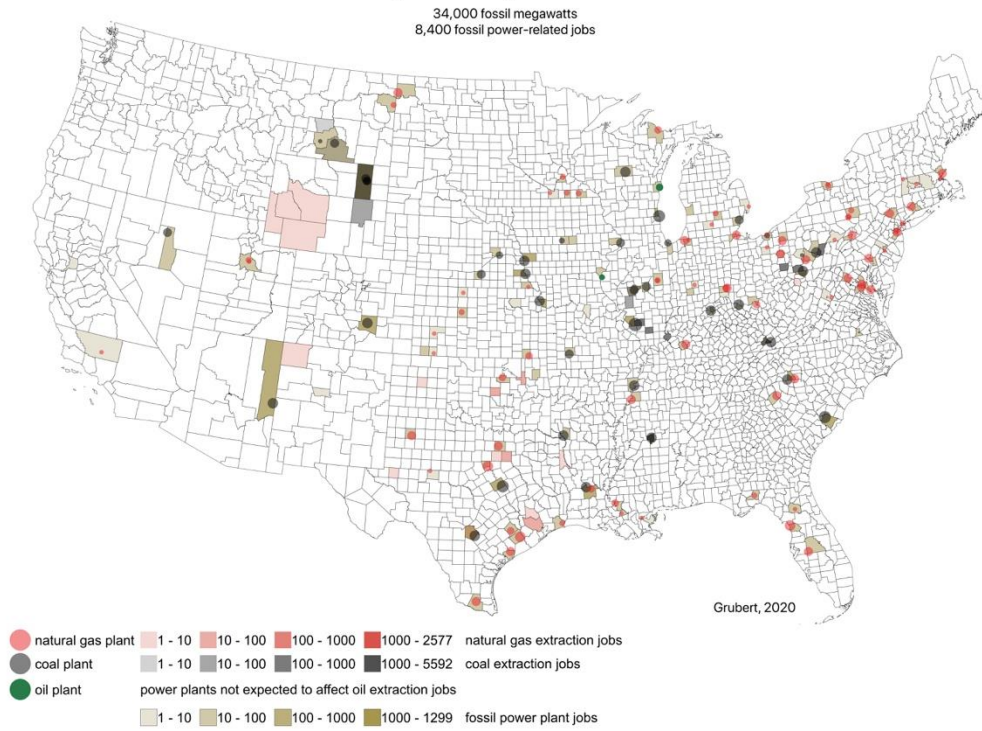 34,000 fossil megawatts
8,400 fossil power-related jobs
Grubert, 2020
natural gas plant 1 - 10 10 - 100 100 - 1000 1000 - 2577 natural gas extraction jobs
coal plant 1 - 10 10 - 100 100 - 1000 1000 - 5592 coal extraction jobs
oil plant power plants not expected to affect oil extraction jobs
1 - 10 10 - 100 100 - 1000 1000 - 1299 fossil power plant jobs